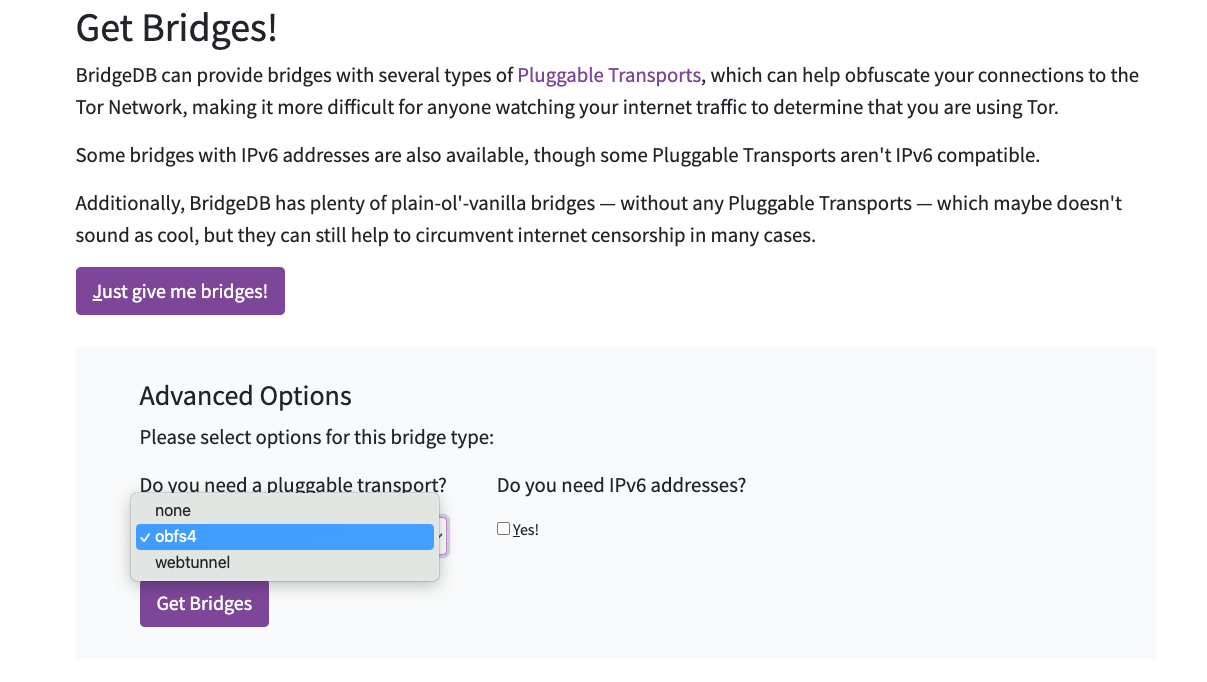 Get Bridges!
BridgeDB can provide bridges with several types of Pluggable Transports, which can help obfuscate your connections to the
Tor Network, making it more difficult for anyone watching your internet traffic to determine that you are using Tor.
Some bridges with IPv6 addresses are also available, though some Pluggable Transports aren't IPv6 compatible.
Additionally, BridgeDB has plenty of plain-ol'-vanilla bridges — without any Pluggable Transports — which maybe doesn't
sound as cool, but they can still help to circumvent internet censorship in many cases.
Just give me bridges!
Advanced Options
Please select options for this bridge type:
Do you need a pluggable transport?
none
✓ obfs4
webtunnel
Do you need IPv6 addresses?
Yes!
Get Bridges